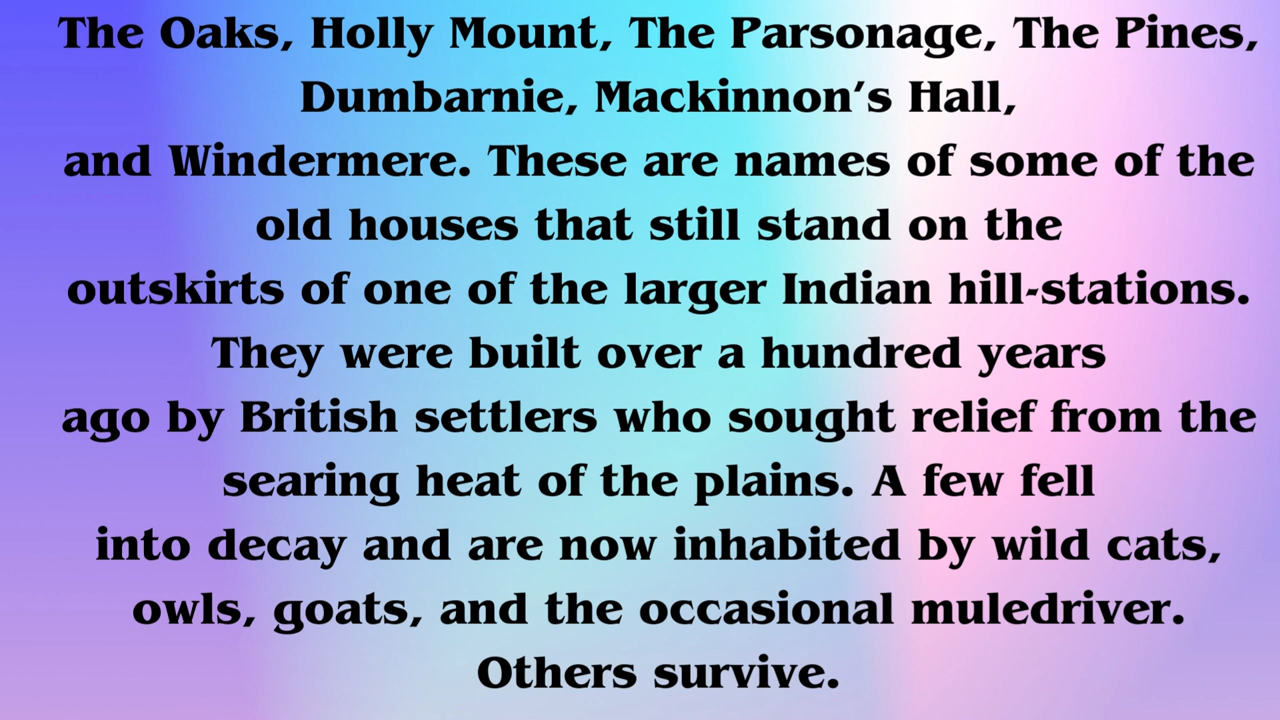 The Oaks, Holly Mount, The Parsonage, The Pines,
Dumbarnie, Mackinnon’s Hall,
and Windermere. These are names of some of the
old houses that still stand on the
outskirts of one of the larger Indian hill-stations.
They were built over a hundred years
ago by British settlers who sought relief from the
searing heat of the plains. A few fell
into decay and are now inhabited by wild cats,
owls, goats, and the occasional muledriver.
Others survive.